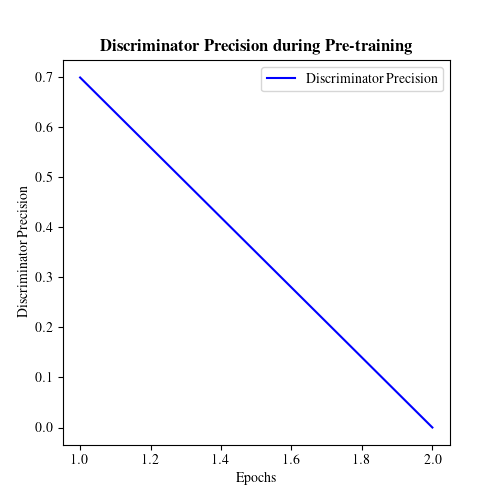 Discriminator Precision during Pre-training
Discriminator Precision
0.7
0.6
0.5
0.4
0.3
0.2
0.1
0.0
Discriminator Precision
1.0 1.2 1.4 1.6 1.8 2.0
Epochs